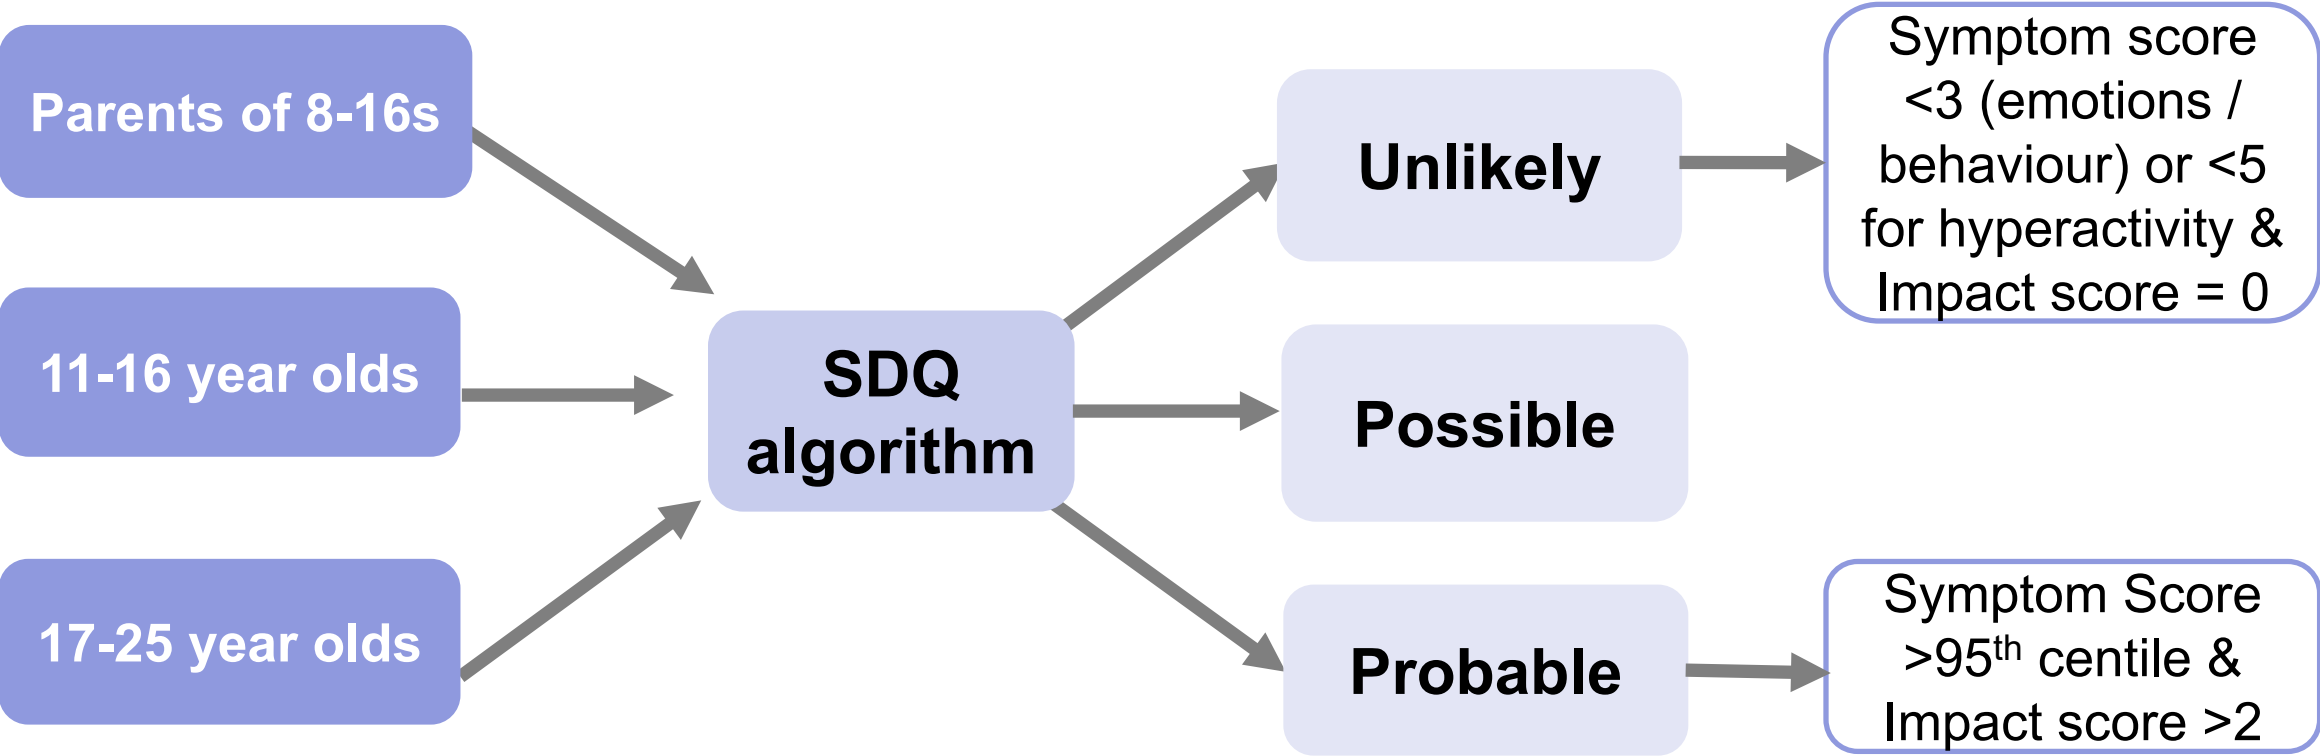 Parents of 8-16s
11-16 year olds
17-25 year olds
SDQ
algorithm
Unlikely
Possible
Probable
Symptom score
<3 (emotions /
behaviour) or <5
for hyperactivity &
Impact score = 0
Symptom Score
>95th centile &
Impact score >2